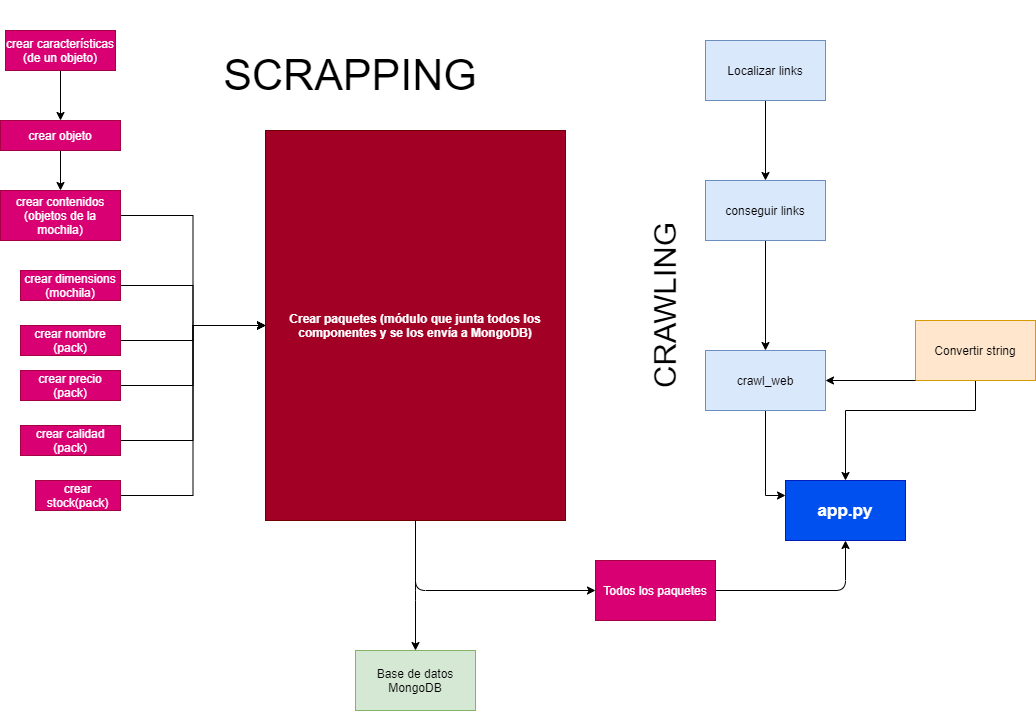 crear características
(de un objeto)
crear objeto
crear contenidos
(objetos de la
mochila)
crear dimensions
(mochila)
crear nombre
(pack)
crear precio
(pack)
crear calidad
(pack)
crear
stock(pack)
SCRAPPING
Crear paquetes (módulo que junta todos los
componentes y se los envía a MongoDB)
Base de datos
MongoDB
Todos los paquetes
CRAWLING
Localizar links
conseguir links
crawl_web
Convertir string
app.py